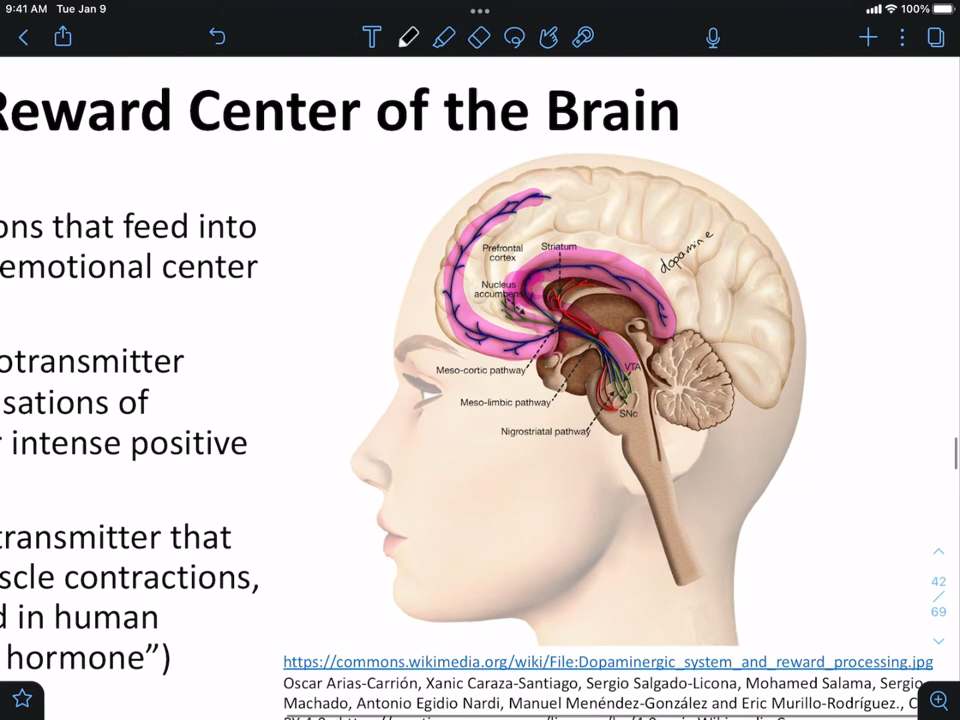 9:41 AM Tue Jan 9
100%
Reward Center of the Brain
ons that feed into
emotional center
otransmitter
sations of
r intense positive
transmitter that
scle contractions,
d in human
hormone”)
Prefrontal
cortex
Striatum
dopamine
Nucleus
accumbens
Meso-cortic pathway
VTA
Meso-limbic pathway
SNc
Nigrostriatal pathway
42
/
69
https://commons.wikimedia.org/wiki/File:Dopaminergic_system_and_reward_processing.jpg
Oscar Arias-Carrión, Xanic Caraza-Santiago, Sergio Salgado-Licona, Mohamed Salama, Sergio
Machado, Antonio Egidio Nardi, Manuel Menéndez-González and Eric Murillo-Rodríguez., C